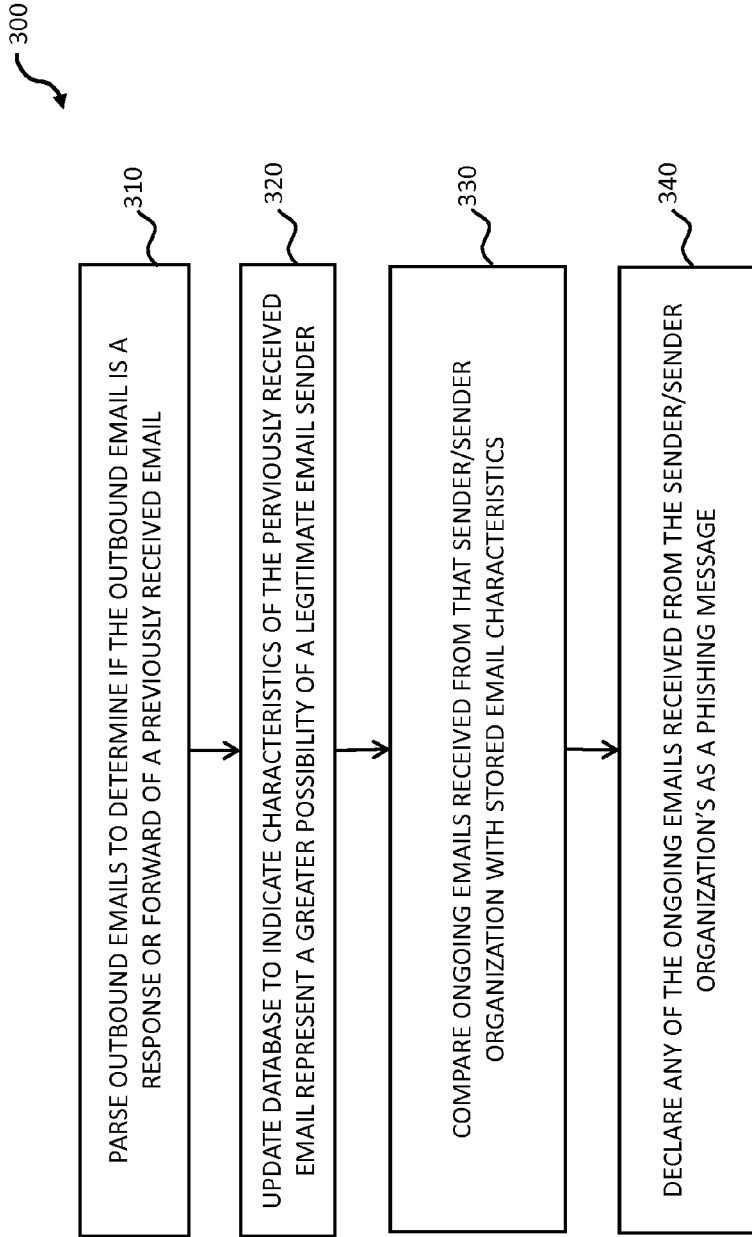 300
310
PARSE OUTBOUND EMAILS TO DETERMINE IF THE OUTBOUND EMAIL IS A
RESPONSE OR FORWARD OF A PREVIOUSLY RECEIVED EMAIL
320
UPDATE DATABASE TO INDICATE CHARACTERISTICS OF THE PERVIOUSLY RECEIVED
EMAIL REPRESENT A GREATER POSSIBILITY OF A LEGITIMATE EMAIL SENDER
330
COMPARE ONGOING EMAILS RECEIVED FROM THAT SENDER/SENDER
ORGANIZATION WITH STORED EMAIL CHARACTERISTICS
340
DECLARE ANY OF THE ONGOING EMAILS RECEIVED FROM THE SENDER/SENDER
ORGANIZATION'S AS A PHISHING MESSAGE